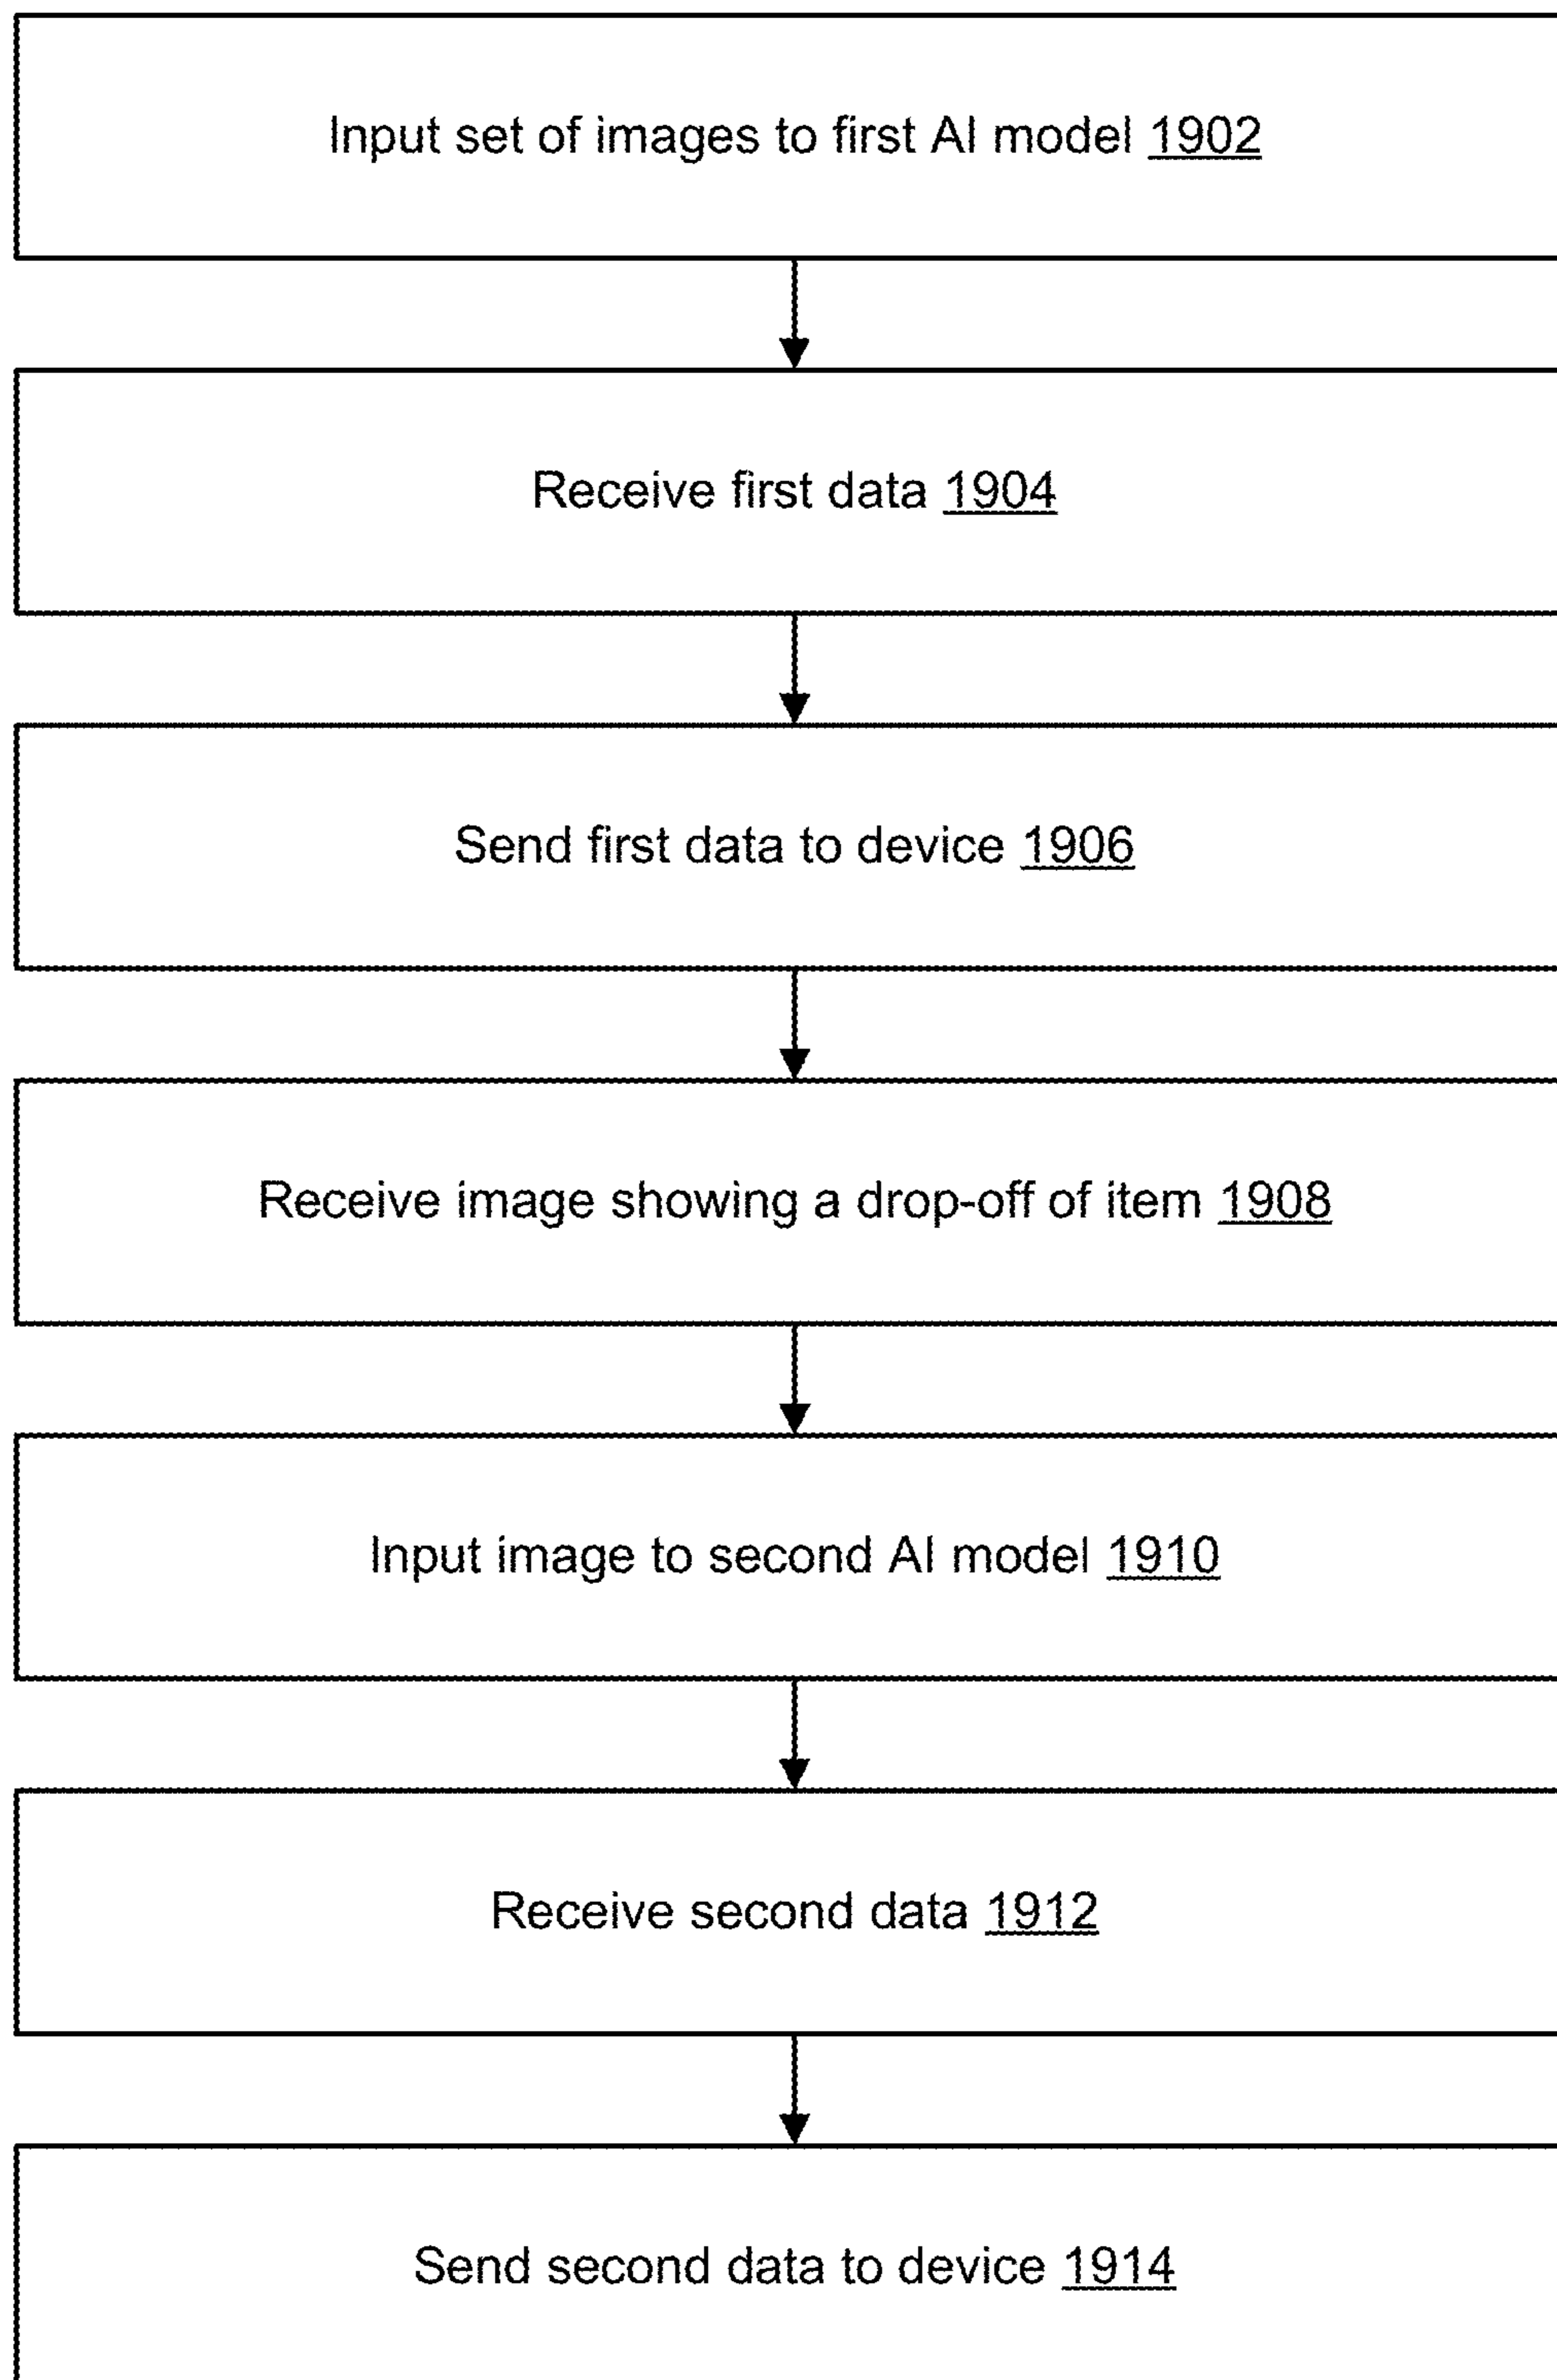 Input set of images to first AI model 1902
Receive first data 1904
Send first data to device 1906
Receive image showing a drop-off of item 1908
Input image to second AI model 1910
Receive second data 1912
Send second data to device 1914